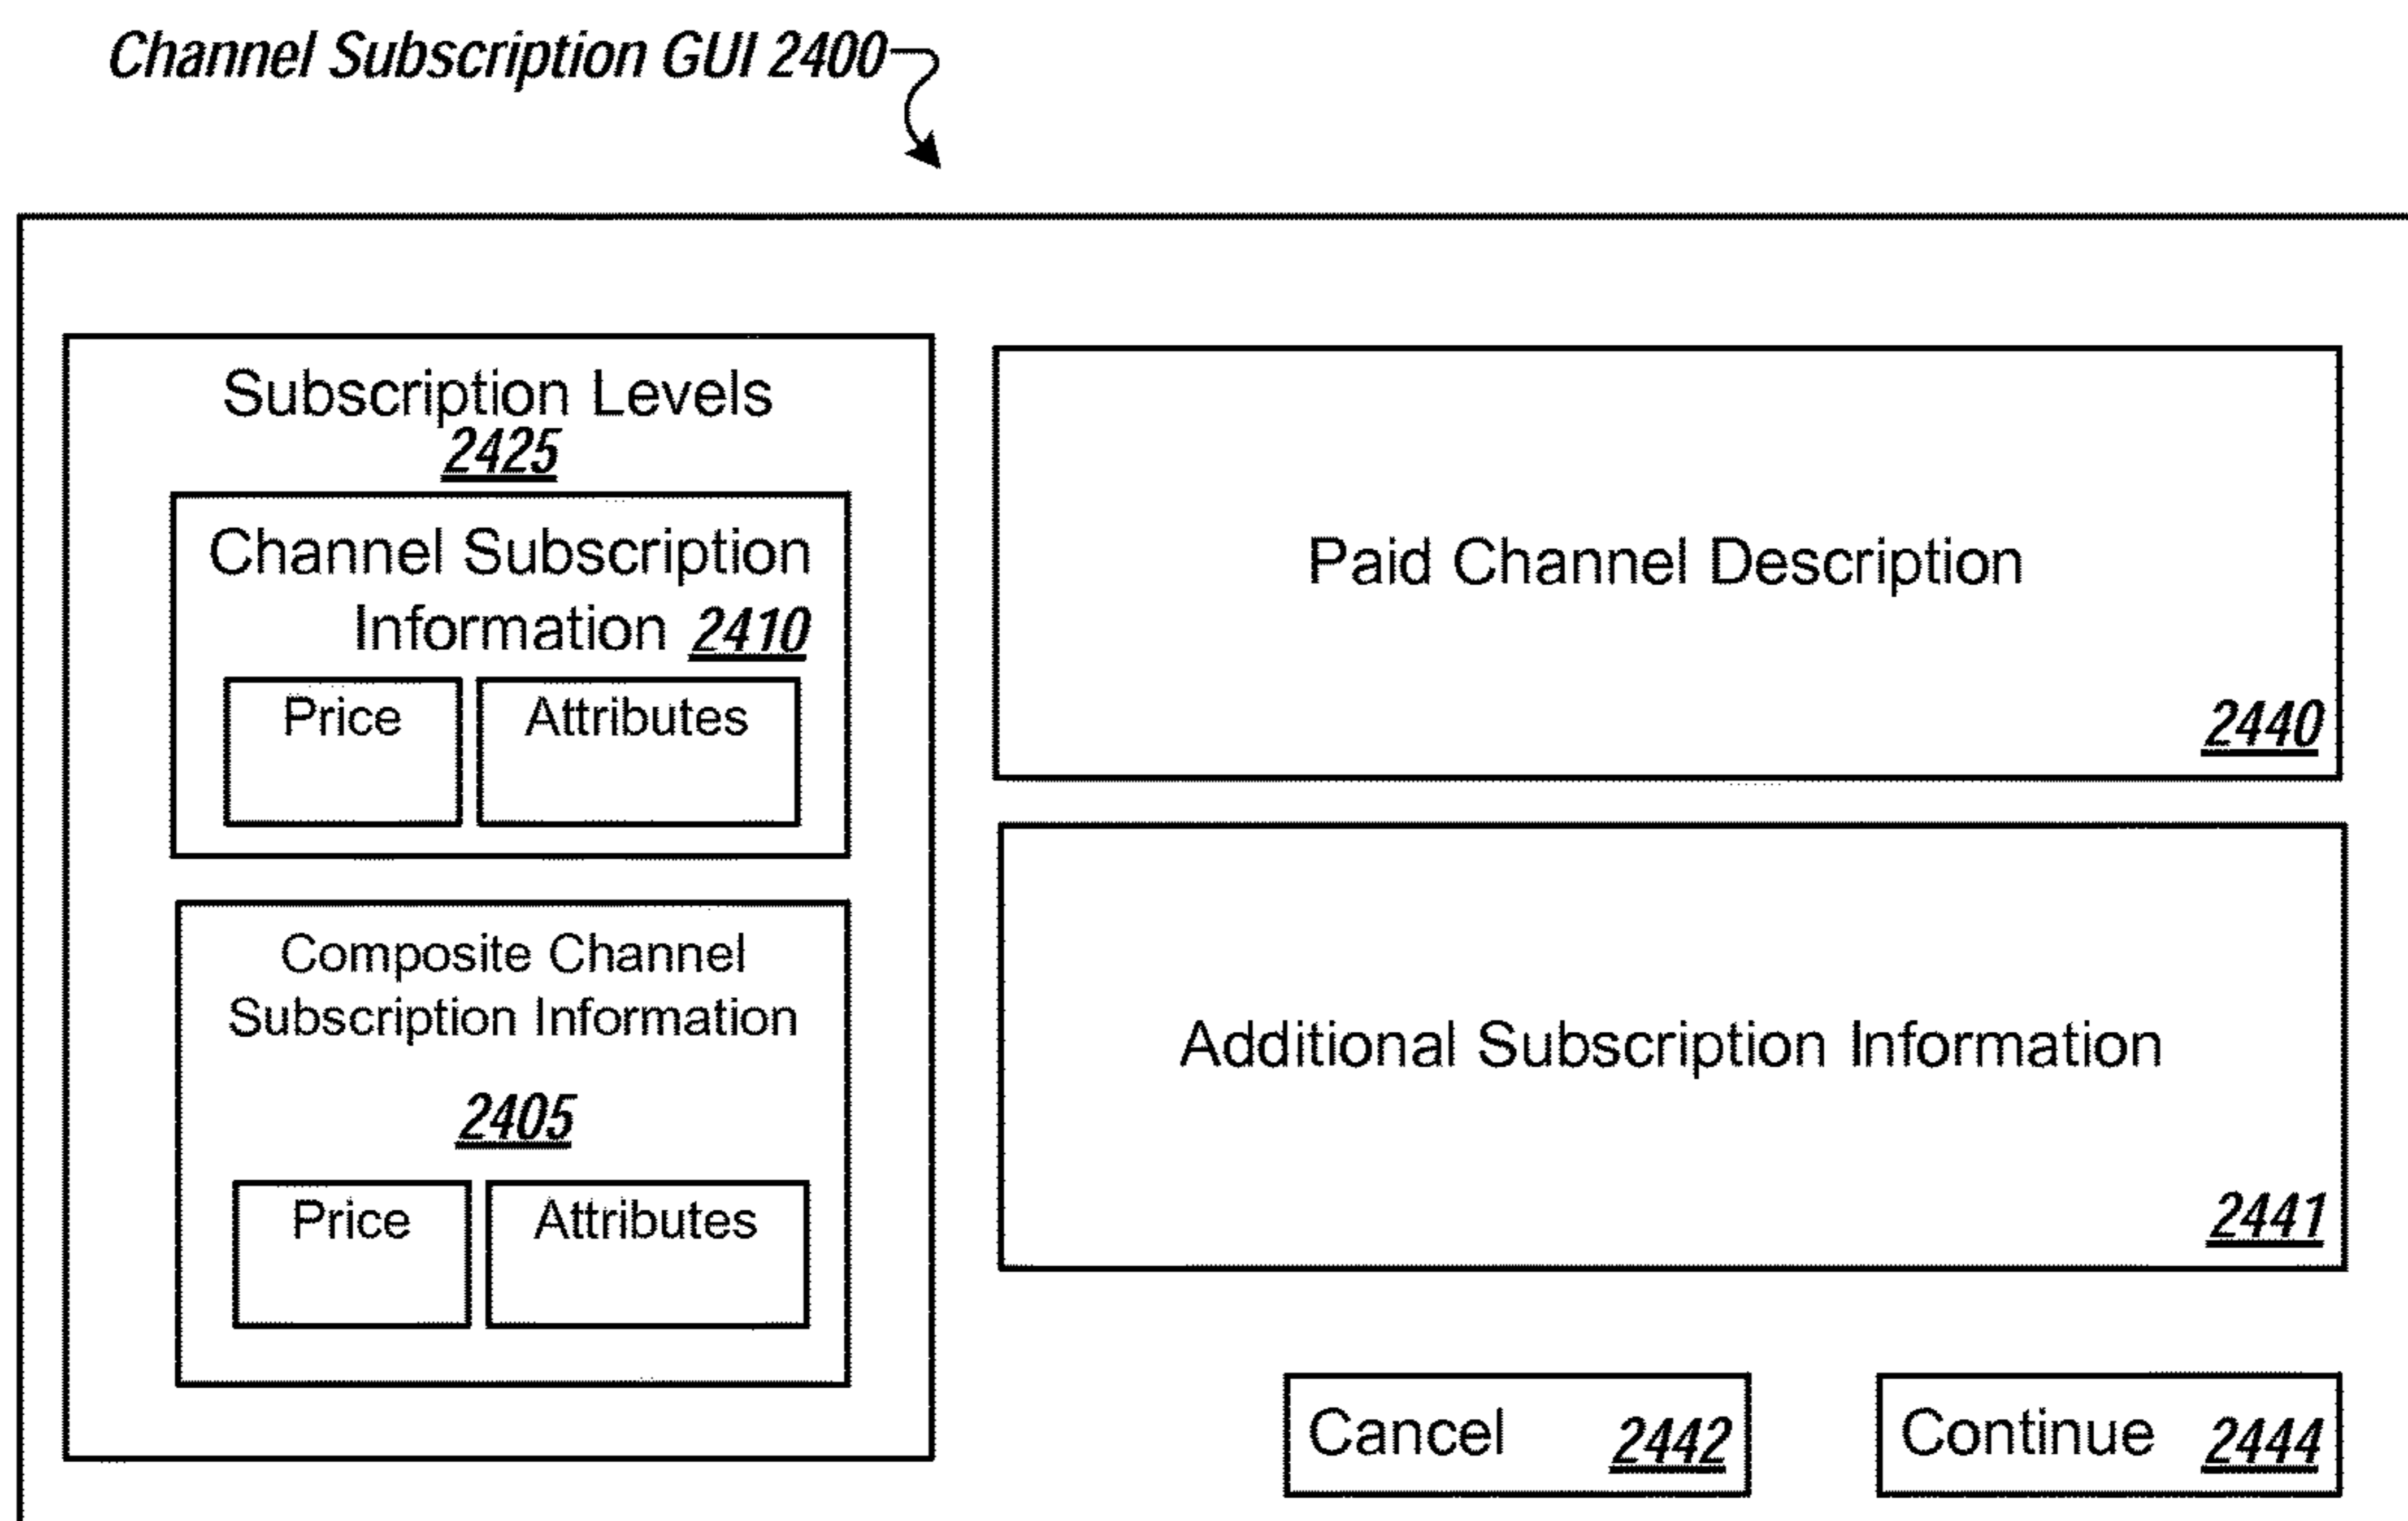 Channel Subscription GUI 2400
Subscription Levels
2425
Channel Subscription
Information 2410
Price
Attributes
Composite Channel
Subscription Information
2405
Price
Attributes
Paid Channel Description
2440
Additional Subscription Information
2441
Cancel 2442
Continue 2444